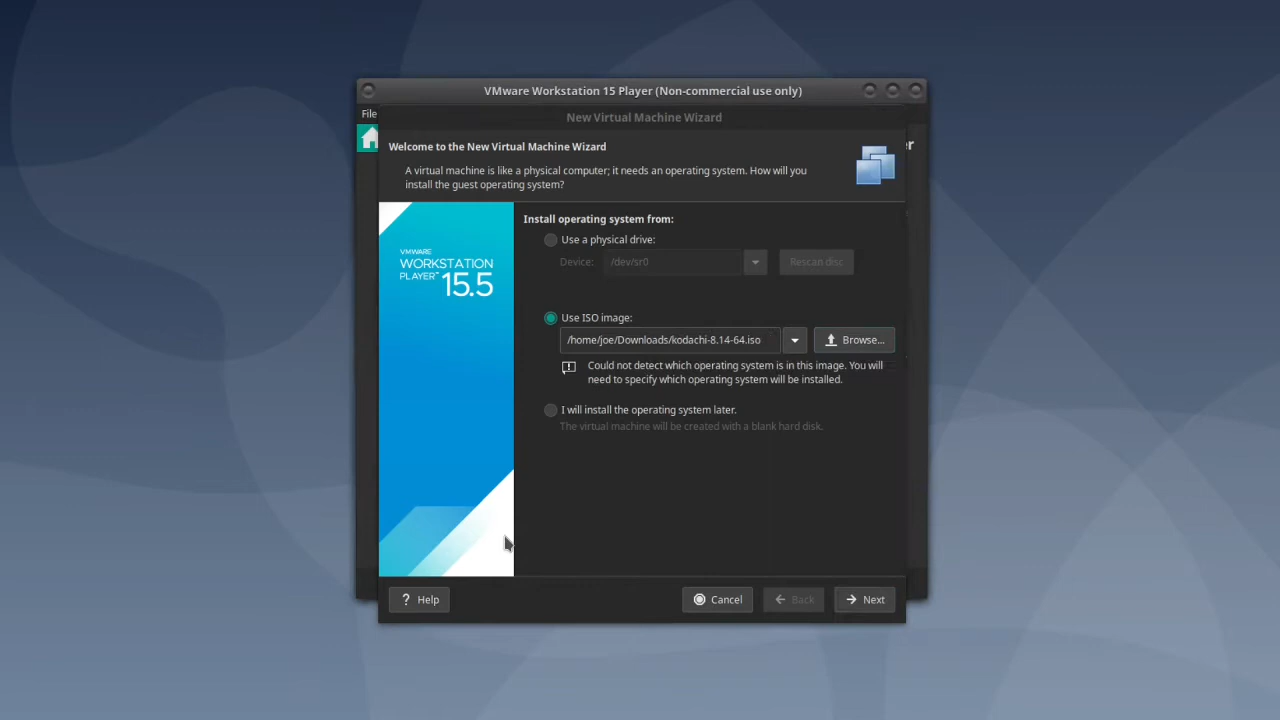 VMware Workstation 15 Player (Non-commercial use only)
File
New Virtual Machine Wizard
Welcome to the New Virtual Machine Wizard
A virtual machine is like a physical computer; it needs an operating system. How will you
install the guest operating system?
VMWARE
WORKSTATION
PLAYER™ 15.5
Install operating system from:
Use a physical drive:
Device: /dev/sr0 Rescan disc
Use ISO image:
/home/joe/Downloads/kodachi-8.14-64.iso Browse...
Could not detect which operating system is in this image. You will
need to specify which operating system will be installed.
I will install the operating system later.
The virtual machine will be created with a blank hard disk.
? Help Cancel Back Next